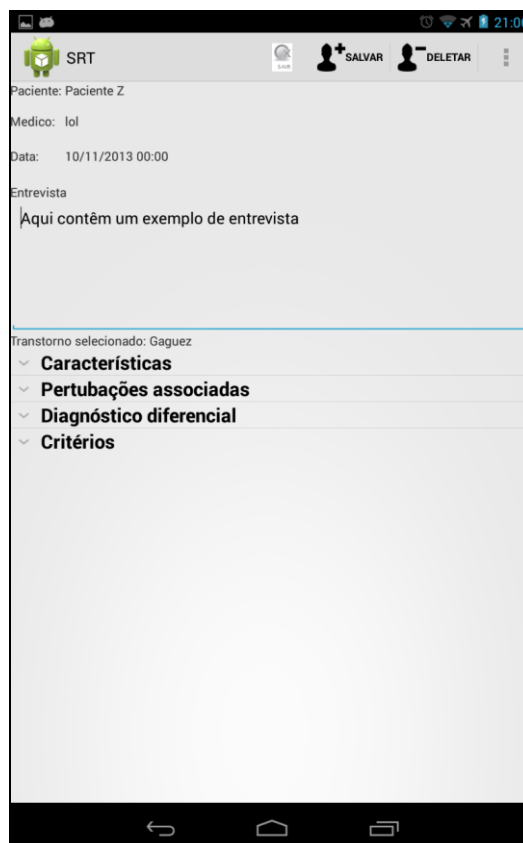 21:00
SRT
SALVAR
DELETAR
Paciente: Paciente Z
Medico: lol
Data: 10/11/2013 00:00
Entrevista
Aqui contêm um exemplo de entrevista
Transtorno selecionado: Gaguez
Características
Pertubações associadas
Diagnóstico diferencial
Critérios